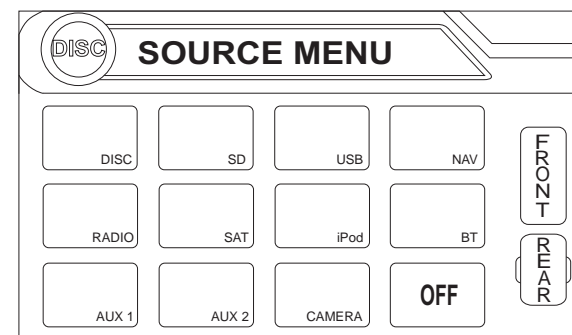 DISC SOURCE MENU
DISC SD USB NAV
RADIO SAT iPod BT
AUX 1 AUX 2 CAMERA OFF
FRONT
REAR